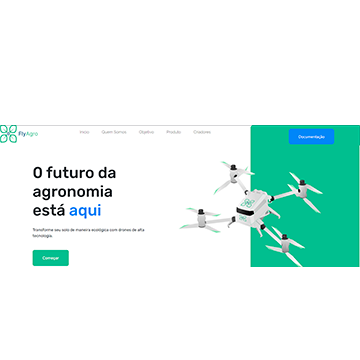 FlyAgro
Início Quem Somos Objetivo Produto Criadores
Documentação
O futuro da
agronomia
está aqui
Transforme seu solo de maneira ecológica com drones de alta
tecnologia.
Começar